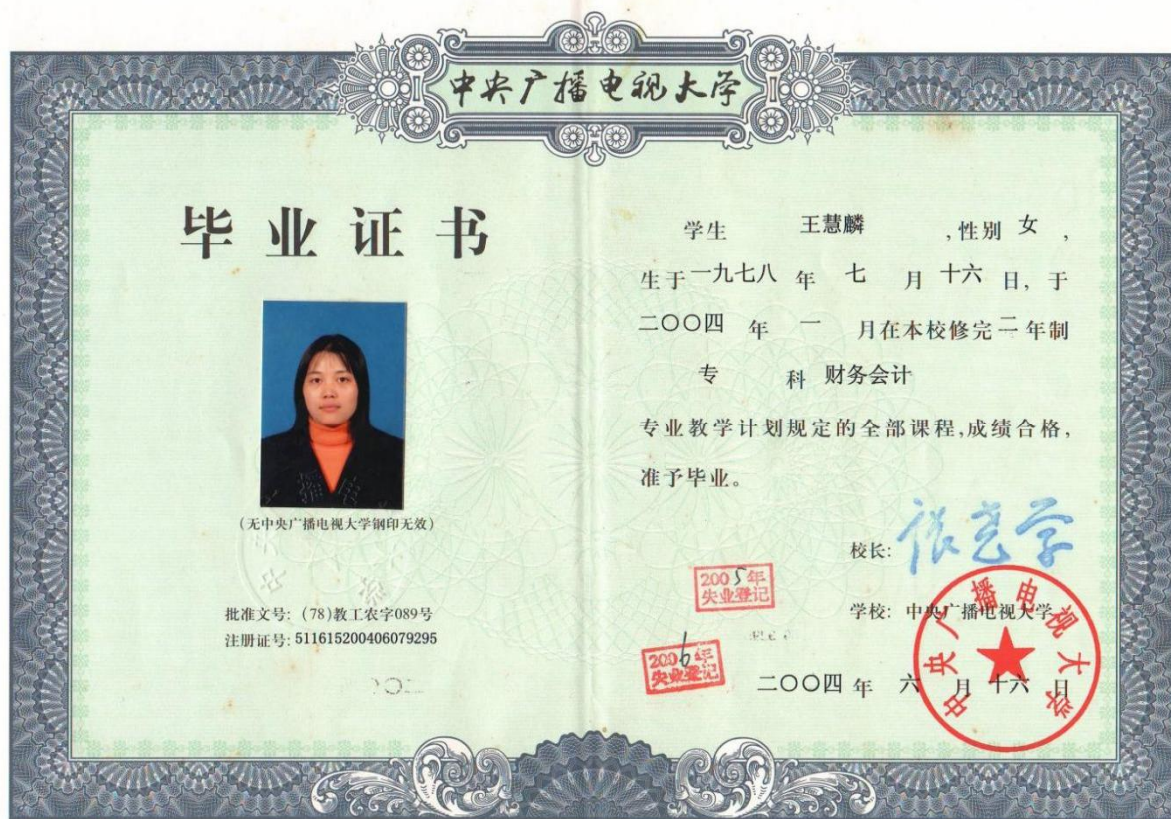 中央广播电视大学
毕业证书
(无中央广播电视大学钢印无效)
批准文号: (78)教工农字089号
注册证号: 511615200406079295
学生 王慧麟 ,性别 女 ,
生于 一九七八 年 七 月 十六 日, 于
二〇〇四 年 一 月在本校修完 二 年制
专 科 财务会计
专业教学计划规定的全部课程,成绩合格,
准予毕业。
校长:
2005年
失业登记
学校: 中央广播电视大学
2006年
失业登记
二〇〇四 年 六 月 十六 日
中央广播电视大学